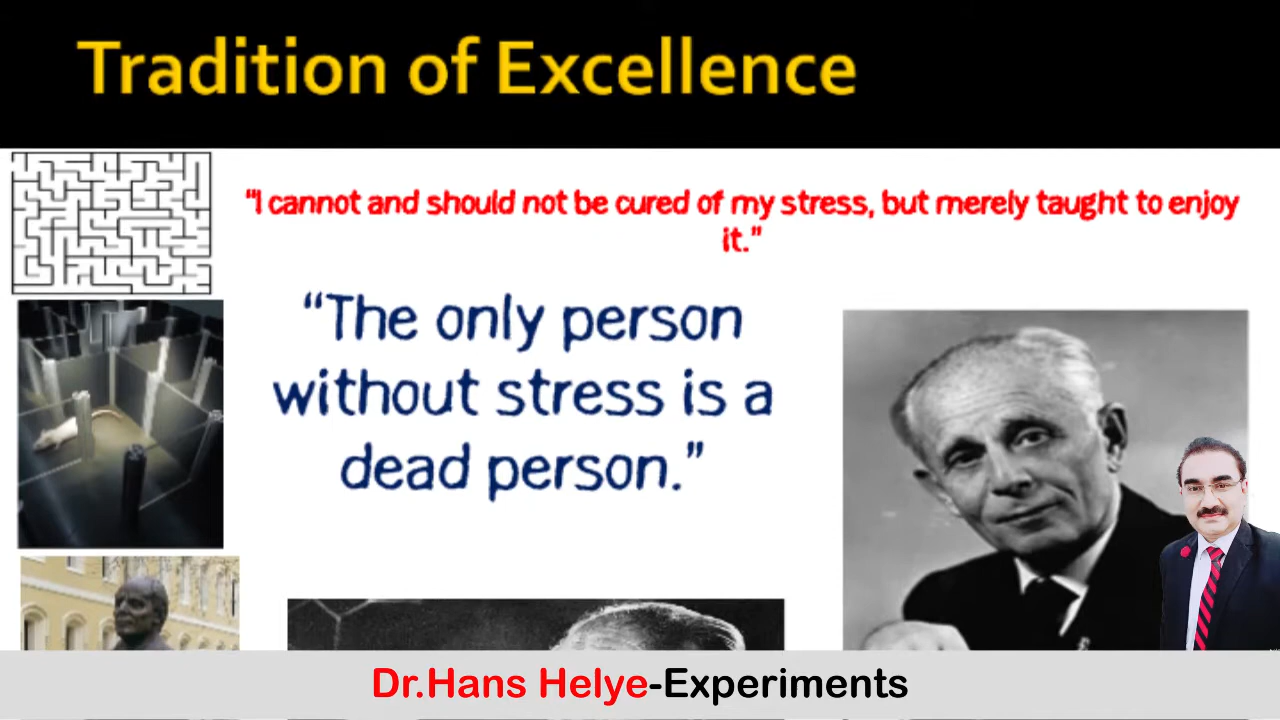 Tradition of Excellence
"I cannot and should not be cured of my stress, but merely taught to enjoy
it."
"The only person
without stress is a
dead person."
Dr.Hans Helye-Experiments